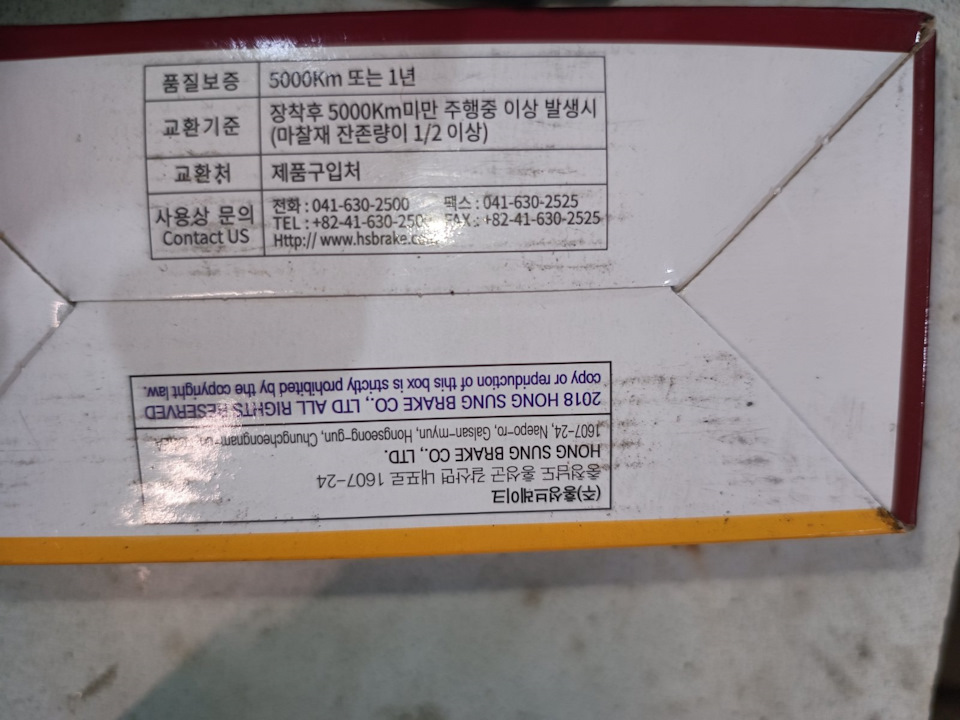 품질보증 5000Km 또는 1년
교환기준 장착후 5000Km미만 주행중 이상 발생시
(마찰재 잔존량이 1/2 이상)
교환처 제품구입처
사용상 문의 전화 : 041-630-2500 팩스 : 041-630-2525
Contact US TEL : +82-41-630-2500 FAX : +82-41-630-2525
Http:// www.hsbrake.com
(주)홍성브레이크
충청남도 홍성군 갈산면 내포로 1607-24
HONG SUNG BRAKE CO., LTD.
1607-24, Naepo-ro, Galsan-myun, Hongseong-gun,
2018 HONG SUNG BRAKE CO., LTD ALL RIGHTS RESERVED
copy or repriduction of this box is strictly prohibited by the copyright law.